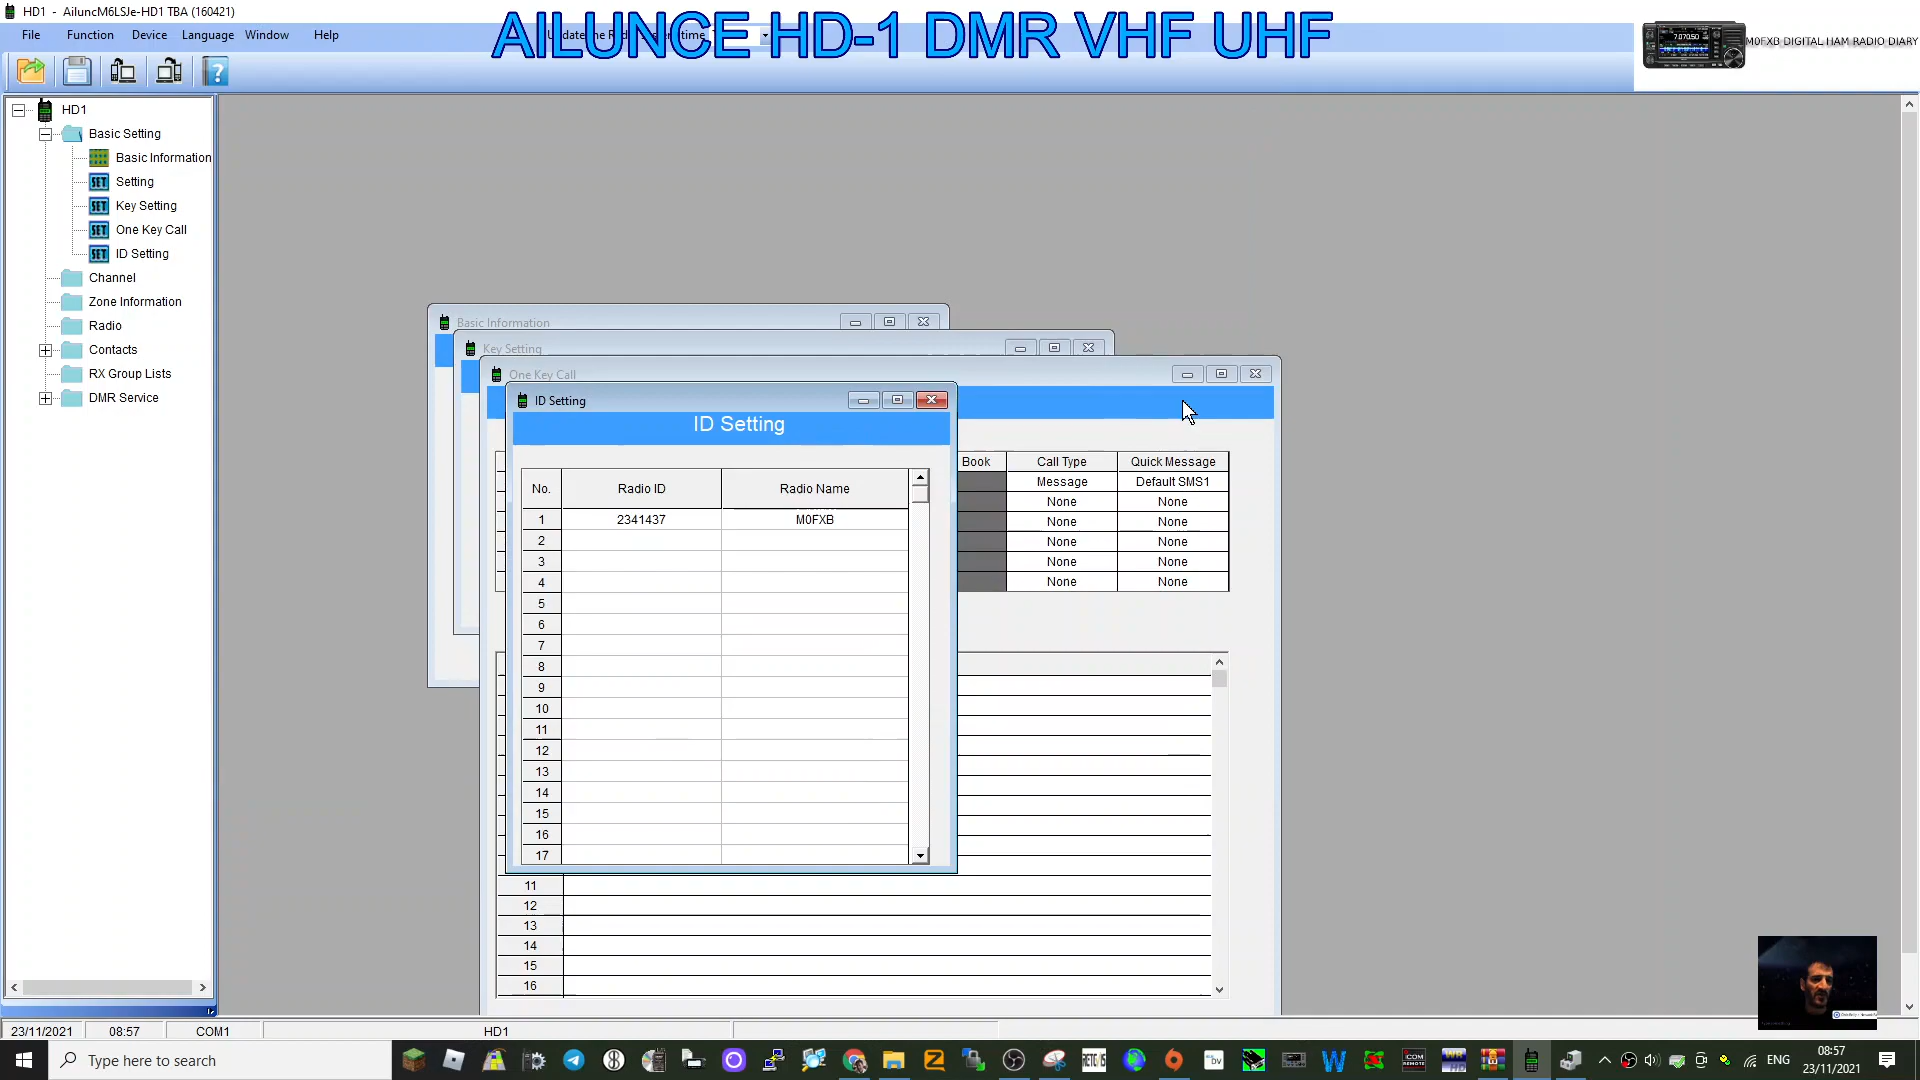 HD1 - AiluncM6LSJe-HD1 TBA (160421)
AILUNCE HD-1 DMR VHF UHF
File Function Device Language Window Help
M0FXB DIGITAL HAM RADIO DIARY
HD1
Basic Setting
Basic Information
SET Setting
SET Key Setting
SET One Key Call
SET ID Setting
Channel
Zone Information
Radio
Contacts
RX Group Lists
DMR Service
Basic Information
Key Setting
One Key Call
ID Setting
ID Setting
No. Radio ID Radio Name
1 2341437 M0FXB
2
3
4
5
6
7
8
9
10
11
12
13
14
15
16
17
Book Call Type Quick Message
Message Default SMS1
None None
None None
None None
None None
None None
11
12
13
14
15
16
23/11/2021 08:57 COM1 HD1
Type here to search
ENG
08:57
23/11/2021